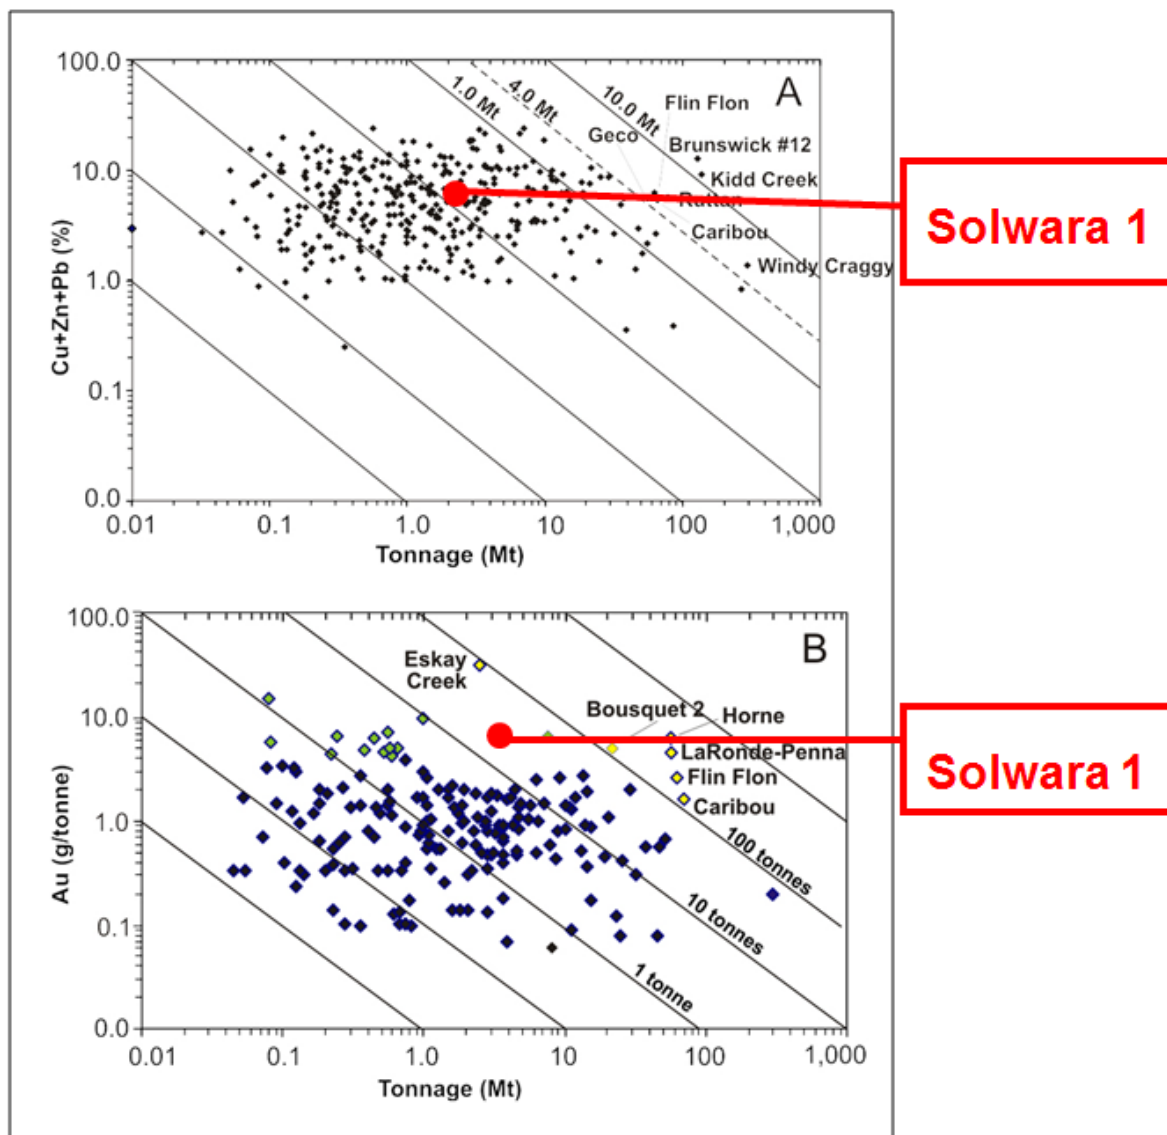 A
100.0
10.0
1.0
0.1
0.0
Cu+Zn+Pb (%)
1.0 Mt
4.0 Mt
10.0 Mt
Flin Flon
Geco
Brunswick #12
Kidd Creek
Ruttan
Caribou
Windy Craggy
Solwara 1
0.01
0.1
1.0
10
100
1,000
Tonnage (Mt)
B
100.0
10.0
1.0
0.1
0.0
Au (g/tonne)
Eskay
Creek
Bousquet 2
Horne
LaRonde-Penna
Flin Flon
Caribou
100 tonnes
10 tonnes
1 tonne
Solwara 1
0.01
0.1
1.0
10
100
1,000
Tonnage (Mt)